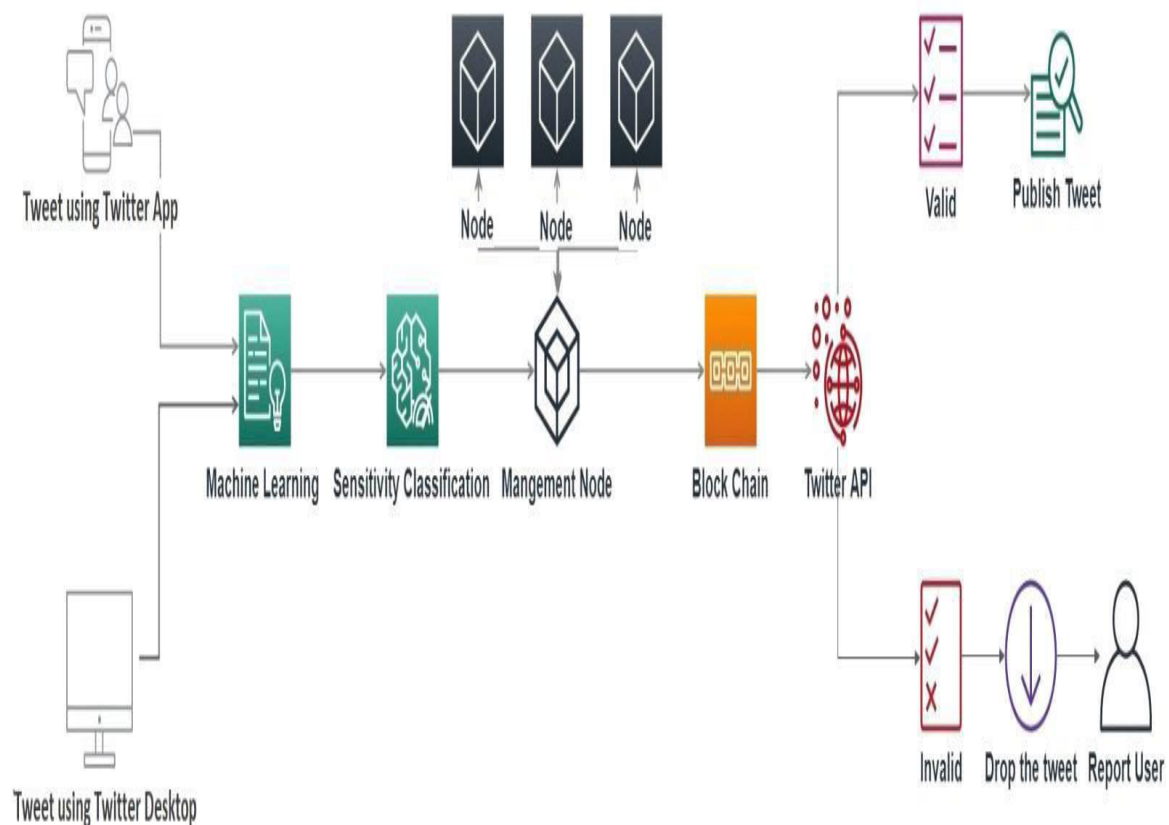 Tweet using Twitter App
Node
Node
Node
Valid
Publish Tweet
Machine Learning
Sensitivity Classification
Mangement Node
Block Chain
Twitter API
Invalid
Drop the tweet
Report User
Tweet using Twitter Desktop